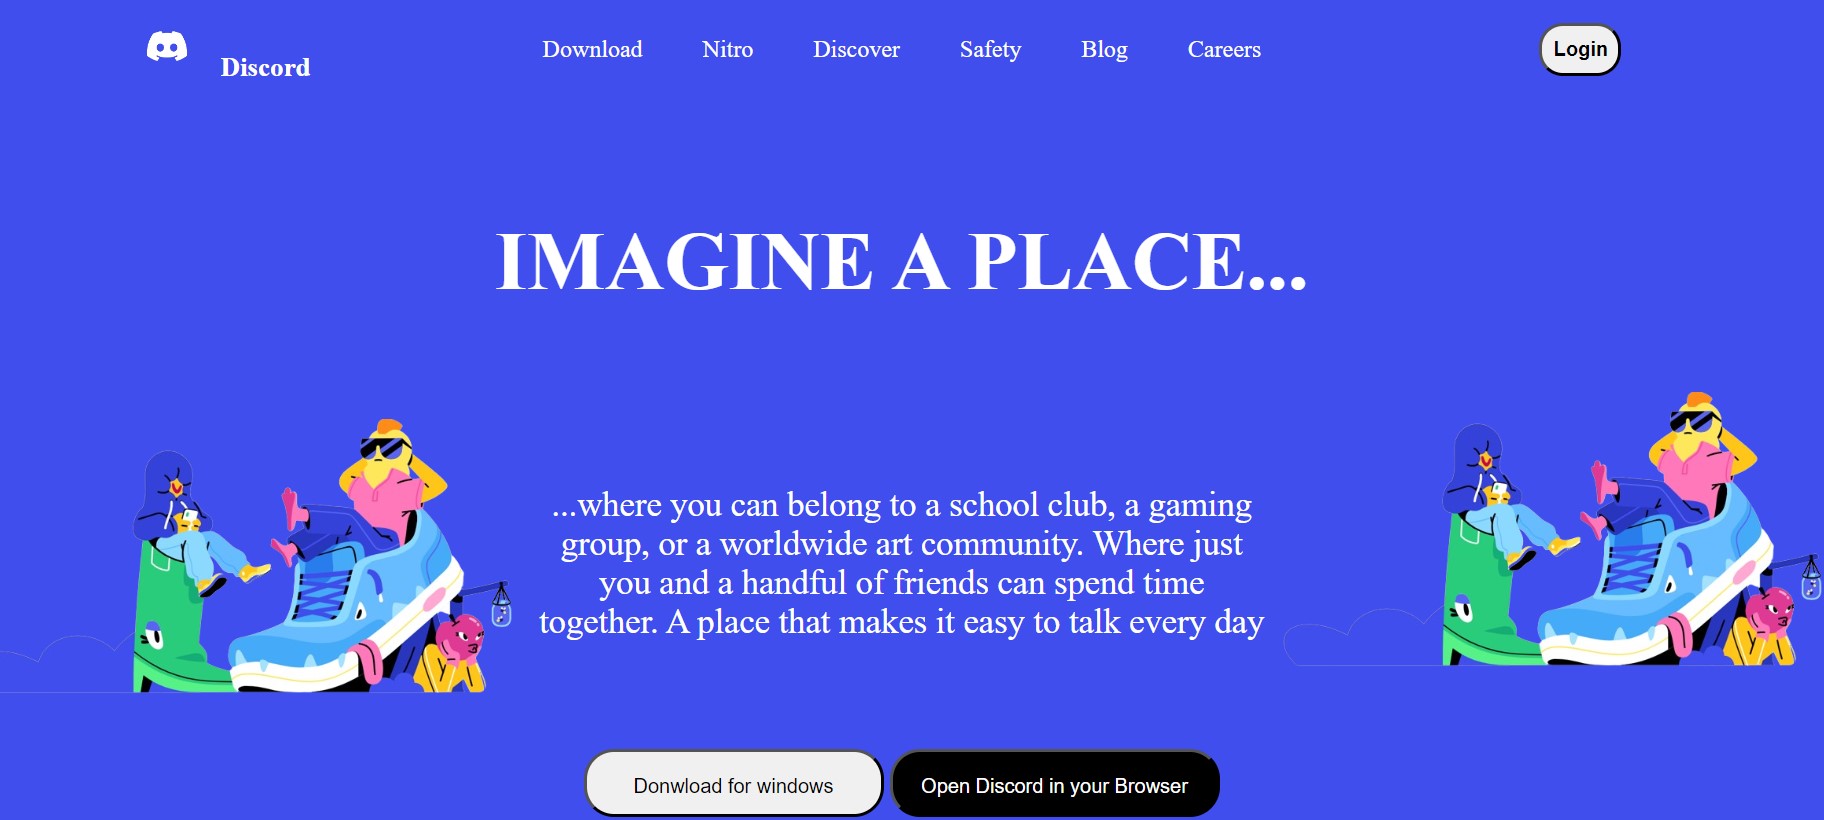 Discord
Download Nitro Discover Safety Blog Careers
Login
IMAGINE A PLACE...
...where you can belong to a school club, a gaming
group, or a worldwide art community. Where just
you and a handful of friends can spend time
together. A place that makes it easy to talk every day
Donwload for windows
Open Discord in your Browser